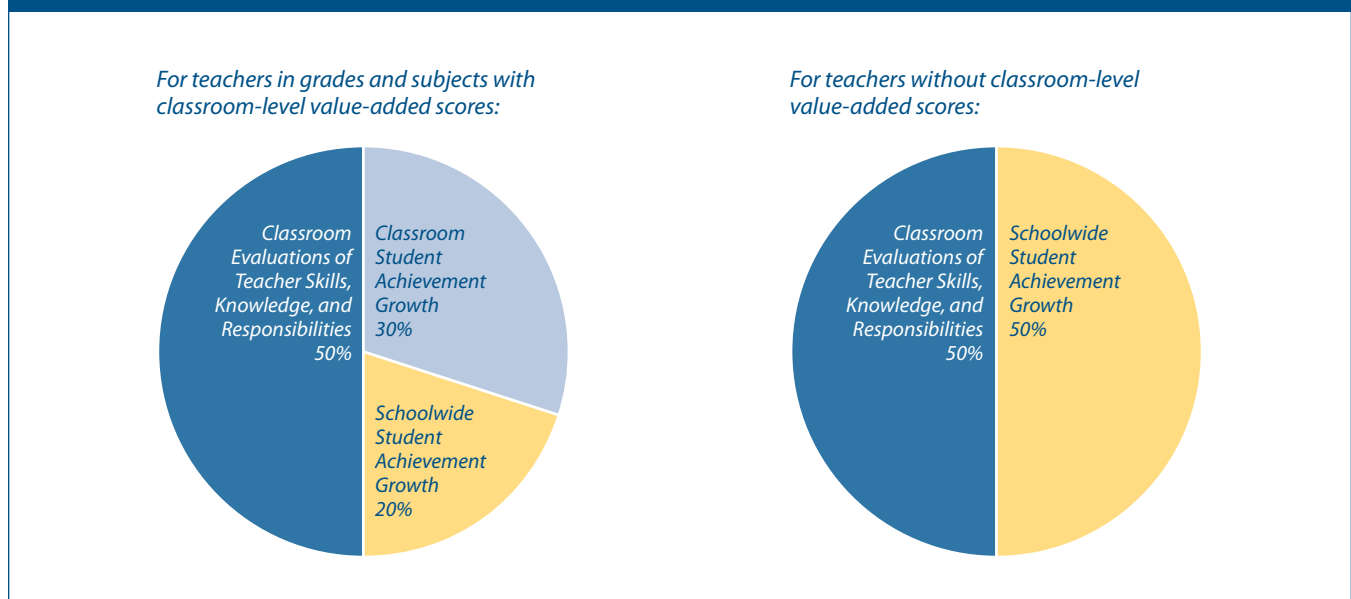 For teachers in grades and subjects with
classroom-level value-added scores:
Classroom
Evaluations of
Teacher Skills,
Knowledge, and
Responsibilities
50%
Classroom
Student
Achievement
Growth
30%
Schoolwide
Student
Achievement
Growth
20%
For teachers without classroom-level
value-added scores:
Classroom
Evaluations of
Teacher Skills,
Knowledge, and
Responsibilities
50%
Schoolwide
Student
Achievement
Growth
50%